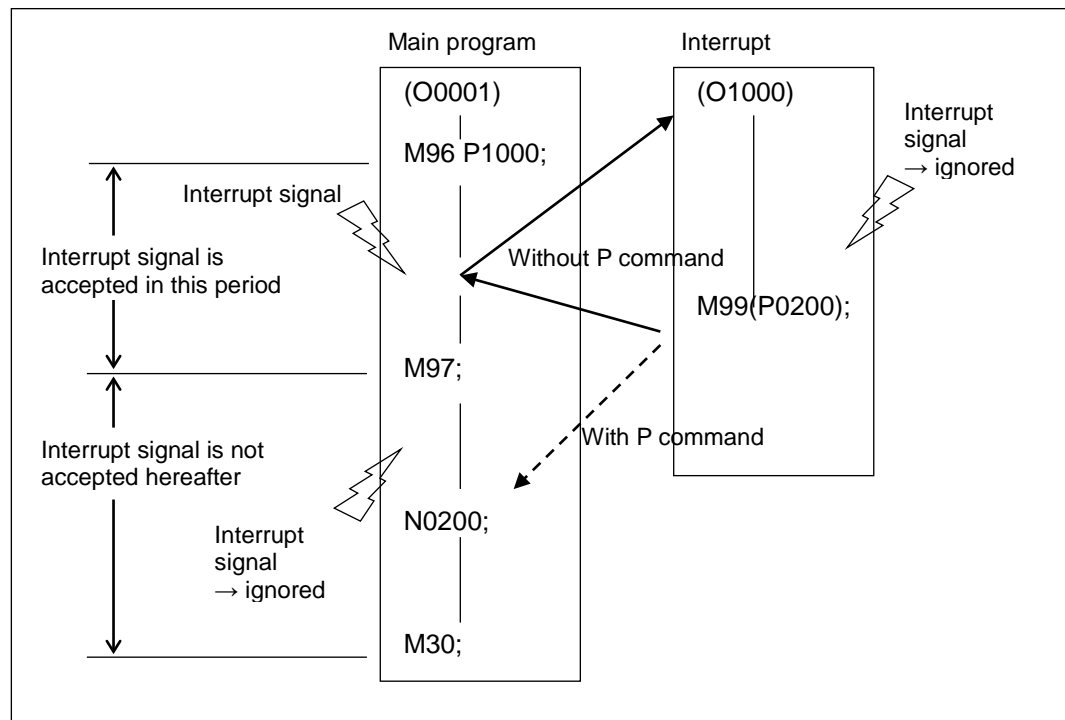 Main program
Interrupt
(O0001)
(O1000)
Interrupt
signal
→ ignored
M96 P1000;
Interrupt signal
Interrupt signal is
accepted in this period
Without P command
M99(P0200);
M97;
With P command
Interrupt signal is not
accepted hereafter
N0200;
Interrupt
signal
→ ignored
M30;